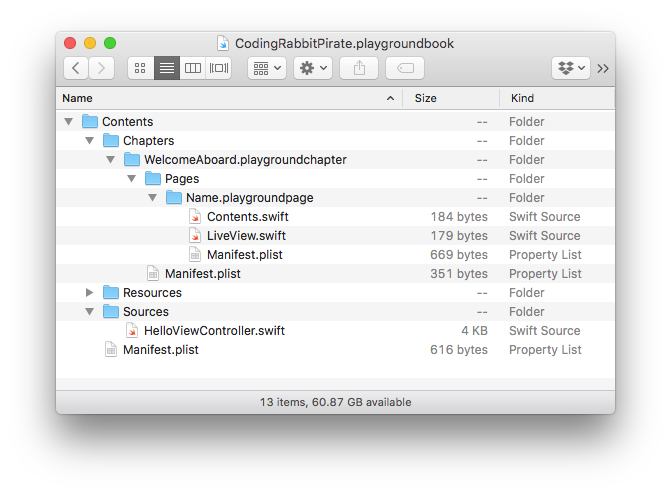 CodingRabbitPirate.playgroundbook
Name Size Kind
Contents -- Folder
Chapters -- Folder
WelcomeAboard.playgroundchapter -- Folder
Pages -- Folder
Name.playgroundpage -- Folder
Contents.swift 184 bytes Swift Source
LiveView.swift 179 bytes Swift Source
Manifest.plist 669 bytes Property List
Manifest.plist 351 bytes Property List
Resources -- Folder
Sources -- Folder
HelloViewController.swift 4 KB Swift Source
Manifest.plist 616 bytes Property List
13 items, 60.87 GB available